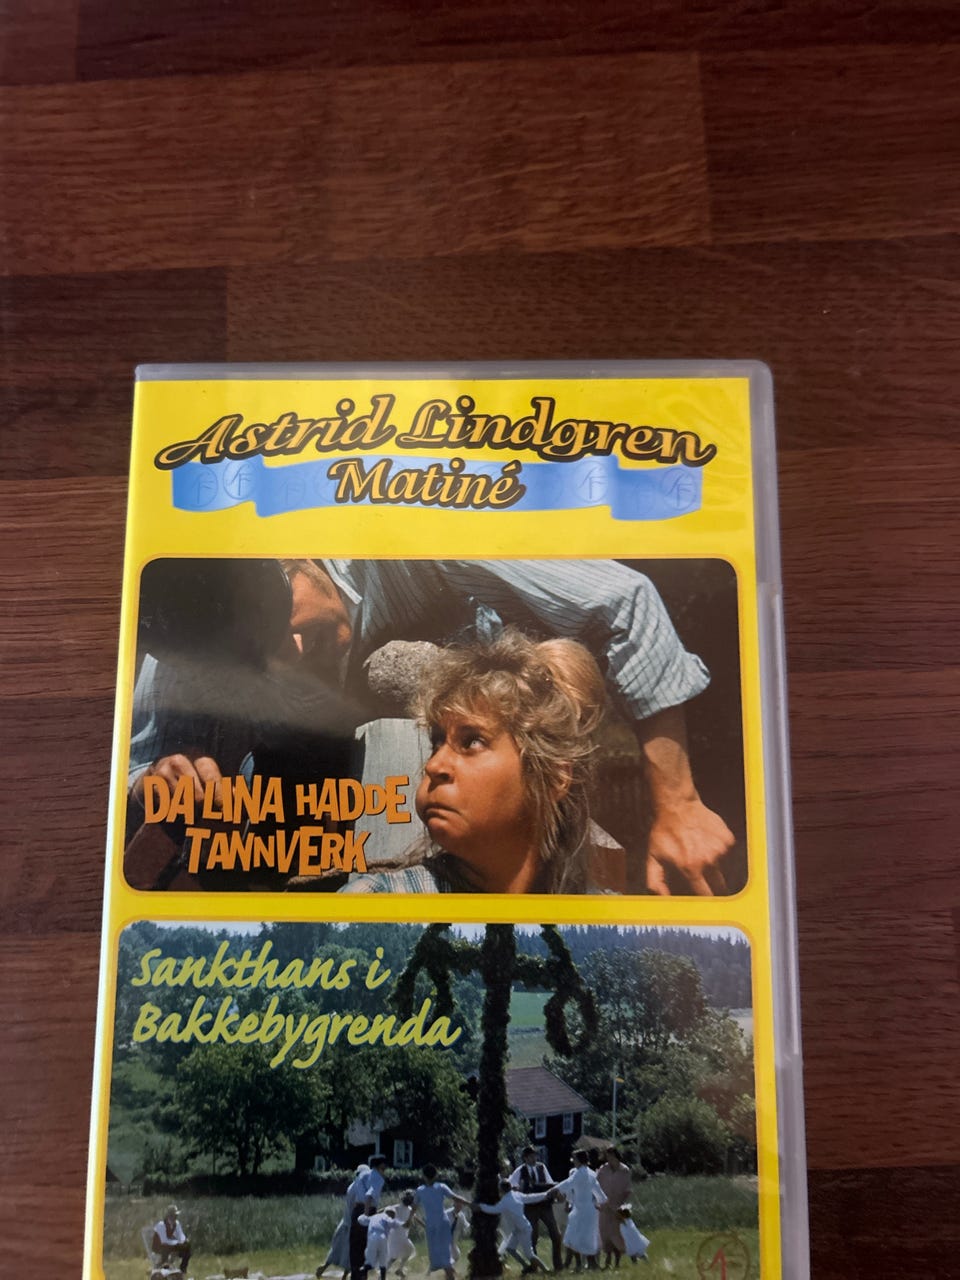 Astrid Lindgren
Matiné
DA LINA HADDE
TANNVERK
Sankthans i
Bakkebygrenda